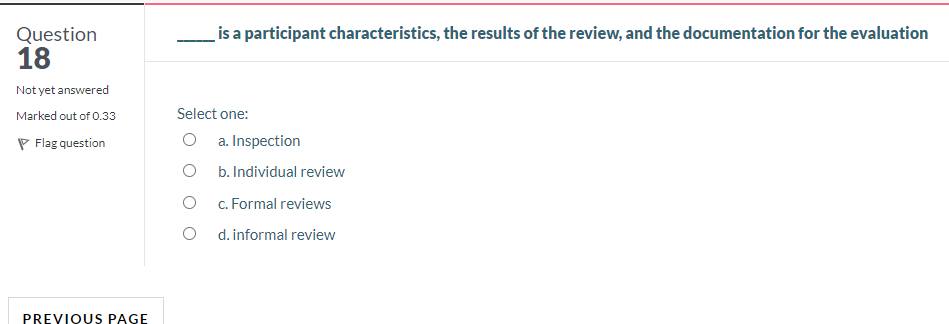 Question
18
Not yet answered
Marked out of 0.33
Flag question
_____ is a participant characteristics, the results of the review, and the documentation for the evaluation
Select one:
a. Inspection
b. Individual review
c. Formal reviews
d. informal review
PREVIOUS PAGE